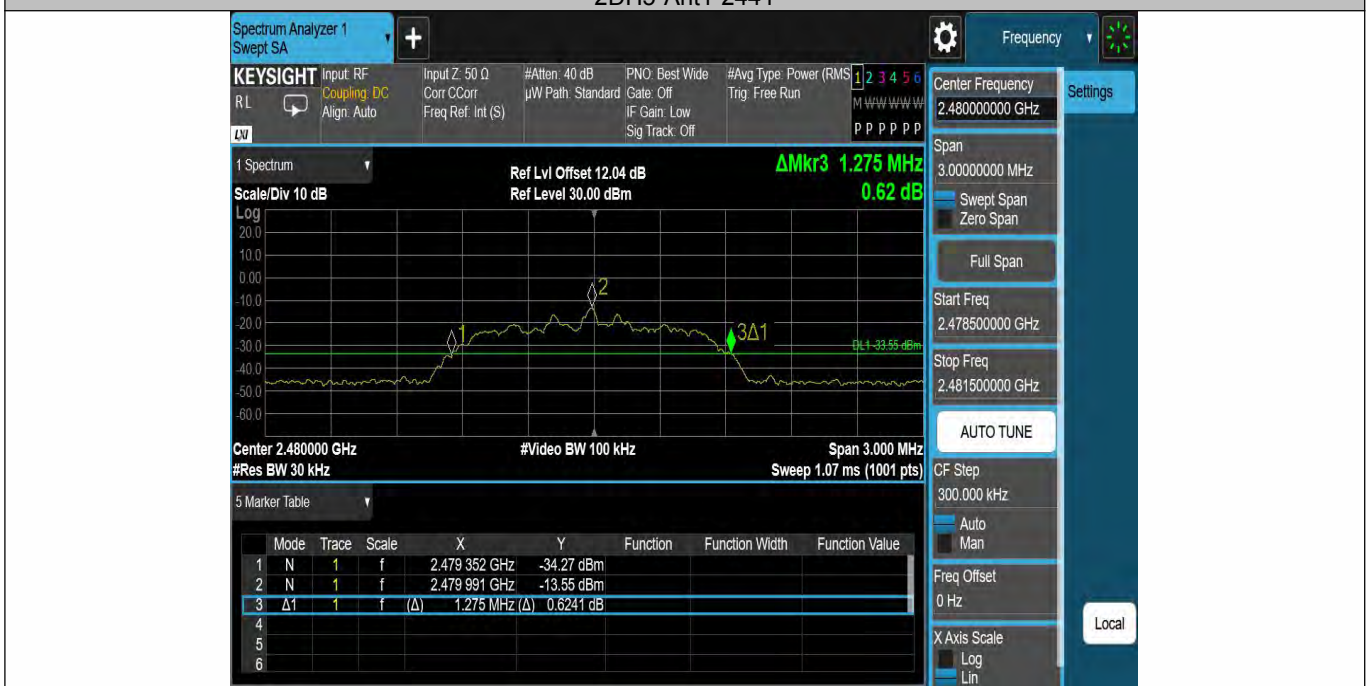 2DH5-Ant1-2441
Spectrum Analyzer 1
Swept SA
+
Frequency
KEYSIGHT
RL
LXI
Input: RF
Coupling: DC
Align: Auto
Input Z: 50 Ω
Corr CCorr
Freq Ref: Int (S)
#Atten: 40 dB
µW Path: Standard
PNO: Best Wide
Gate: Off
IF Gain: Low
Sig Track: Off
#Avg Type: Power (RMS
Trig: Free Run
1 2 3 4 5 6
M W W W W W
P P P P P P
1 Spectrum
Scale/Div 10 dB
Ref Lvl Offset 12.04 dB
Ref Level 30.00 dBm
ΔMkr3 1.275 MHz
0.62 dB
Log
20.0
10.0
0.00
-10.0
-20.0
-30.0
-40.0
-50.0
-60.0
1
2
3Δ1
DL1 -33.55 dBm
Center 2.480000 GHz
#Res BW 30 kHz
#Video BW 100 kHz
Span 3.000 MHz
Sweep 1.07 ms (1001 pts)
5 Marker Table
Mode Trace Scale X Y Function Function Width Function Value
1 N 1 f 2.479 352 GHz -34.27 dBm
2 N 1 f 2.479 991 GHz -13.55 dBm
3 Δ1 1 f (Δ) 1.275 MHz (Δ) 0.6241 dB
4
5
6
Center Frequency
2.480000000 GHz
Settings
Span
3.00000000 MHz
Swept Span
Zero Span
Full Span
Start Freq
2.478500000 GHz
Stop Freq
2.481500000 GHz
AUTO TUNE
CF Step
300.000 kHz
Auto
Man
Freq Offset
0 Hz
Local
X Axis Scale
Log
Lin